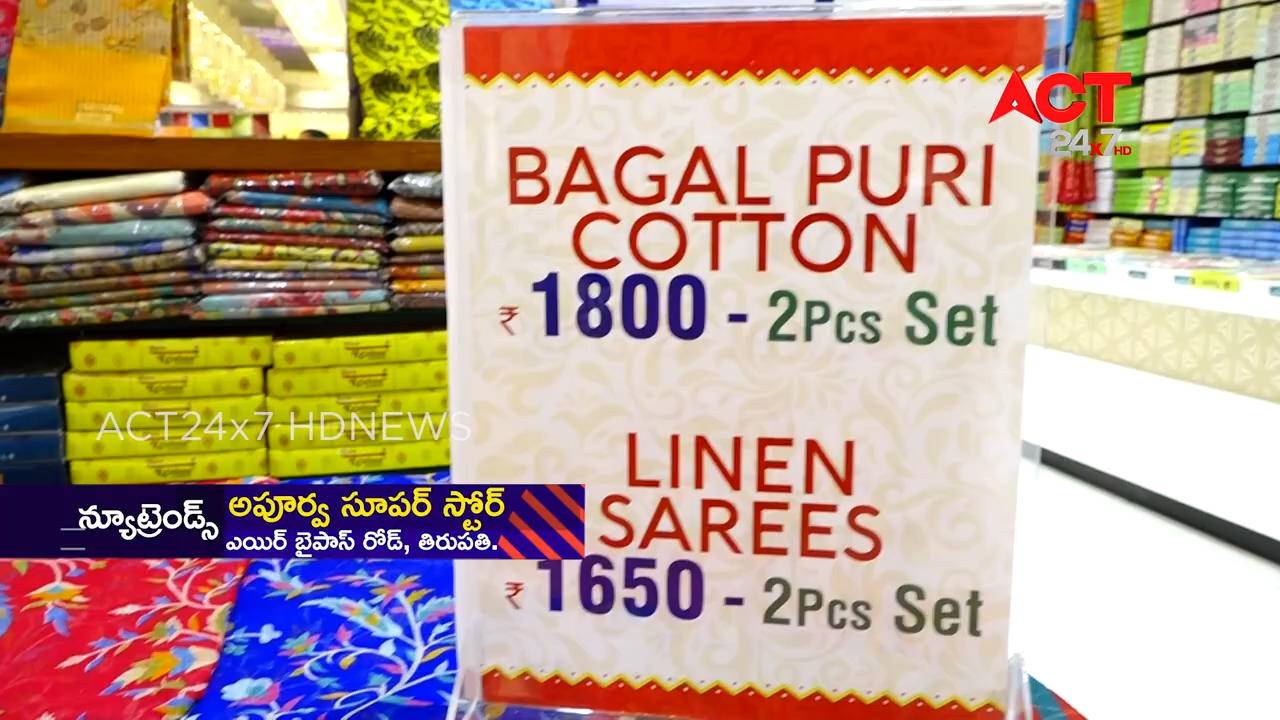 BAGAL PURI
COTTON
₹ 1800 - 2Pcs Set
LINEN
SAREES
₹ 1650 - 2Pcs Set
ACT
24x7 HD
ACT24x7 HDNEWS
న్యూట్రెండ్స్
అపూర్వ సూపర్ స్టోర్
ఎయిర్ బైపాస్ రోడ్, తిరుపతి.